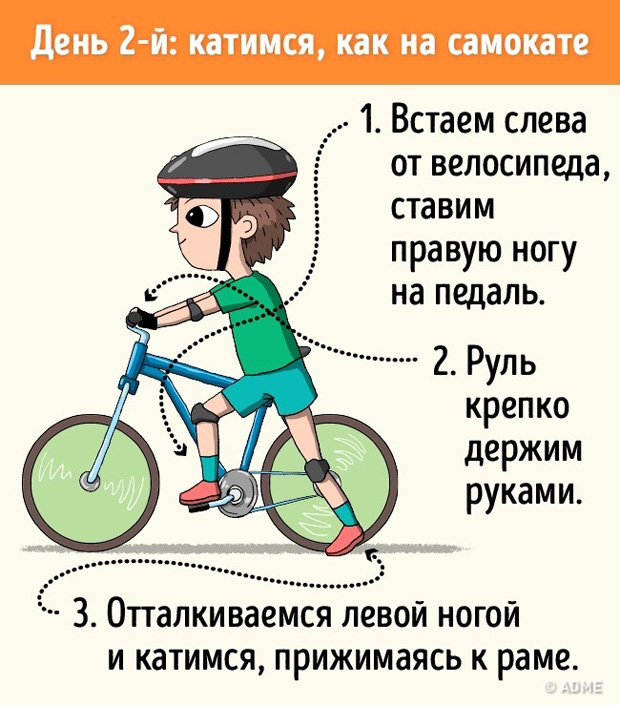 День 2-й: катимся, как на самокате
1. Встаем слева
от велосипеда,
ставим
правую ногу
на педаль.
2. Руль
крепко
держим
руками.
3. Отталкиваемся левой ногой
и катимся, прижимаясь к раме.
© ADME